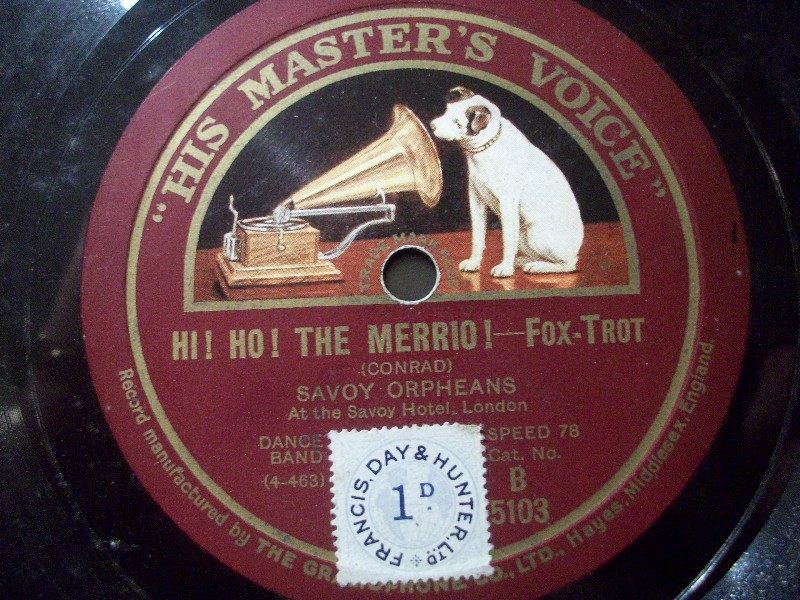 "HIS MASTER'S VOICE"
TRADE MARK
HI! HO! THE MERRIO!—FOX-TROT
(CONRAD)
SAVOY ORPHEANS
At the Savoy Hotel, London
DANCE SPEED 78
BAND Cat. No.
(4-463) B
5103
FRANCIS, DAY & HUNTER, LTD.
1D.
Record manufactured by THE GRAMOPHONE CO., LTD., Hayes, Middlesex, England.